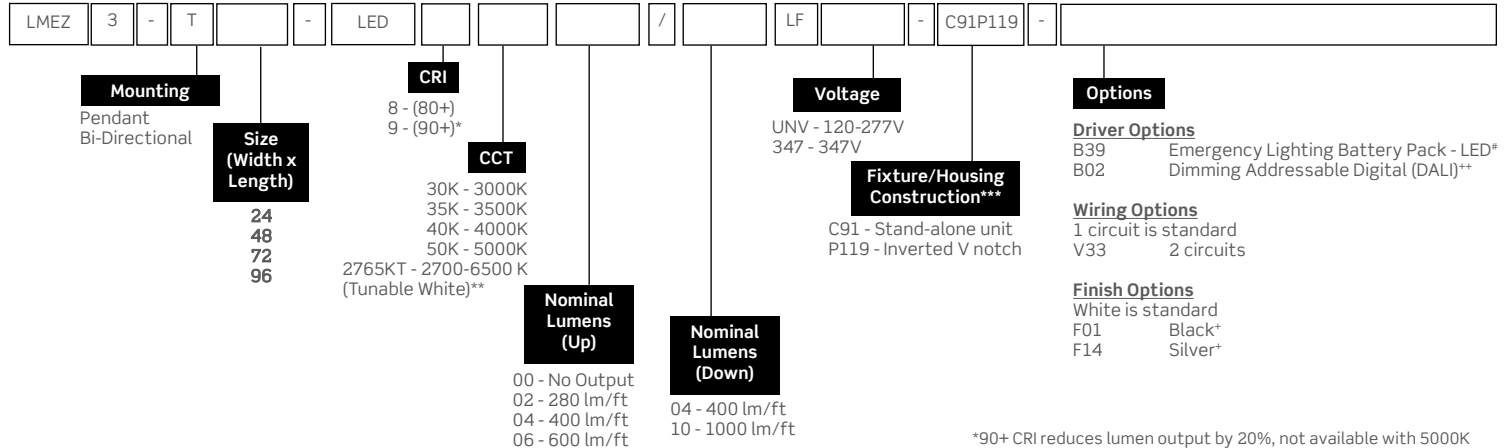 LMEZ 3 - T - LED / LF - C91P119 -
Mounting
Pendant
Bi-Directional
Size
(Width x
Length)
24
48
72
96
CRI
8 - (80+)
9 - (90+)*
CCT
30K - 3000K
35K - 3500K
40K - 4000K
50K - 5000K
2765KT - 2700-6500 K
(Tunable White)**
Nominal
Lumens
(Up)
00 - No Output
02 - 280 lm/ft
04 - 400 lm/ft
06 - 600 lm/ft
Nominal
Lumens
(Down)
04 - 400 lm/ft
10 - 1000 lm/ft
Voltage
UNV - 120-277V
347 - 347V
Fixture/Housing
Construction***
C91 - Stand-alone unit
P119 - Inverted V notch
Options
Driver Options
B39 Emergency Lighting Battery Pack - LED#
B02 Dimming Addressable Digital (DALI)++
Wiring Options
1 circuit is standard
V33 2 circuits
Finish Options
White is standard
F01 Black+
F14 Silver+
*90+ CRI reduces lumen output by 20%, not available with 5000K